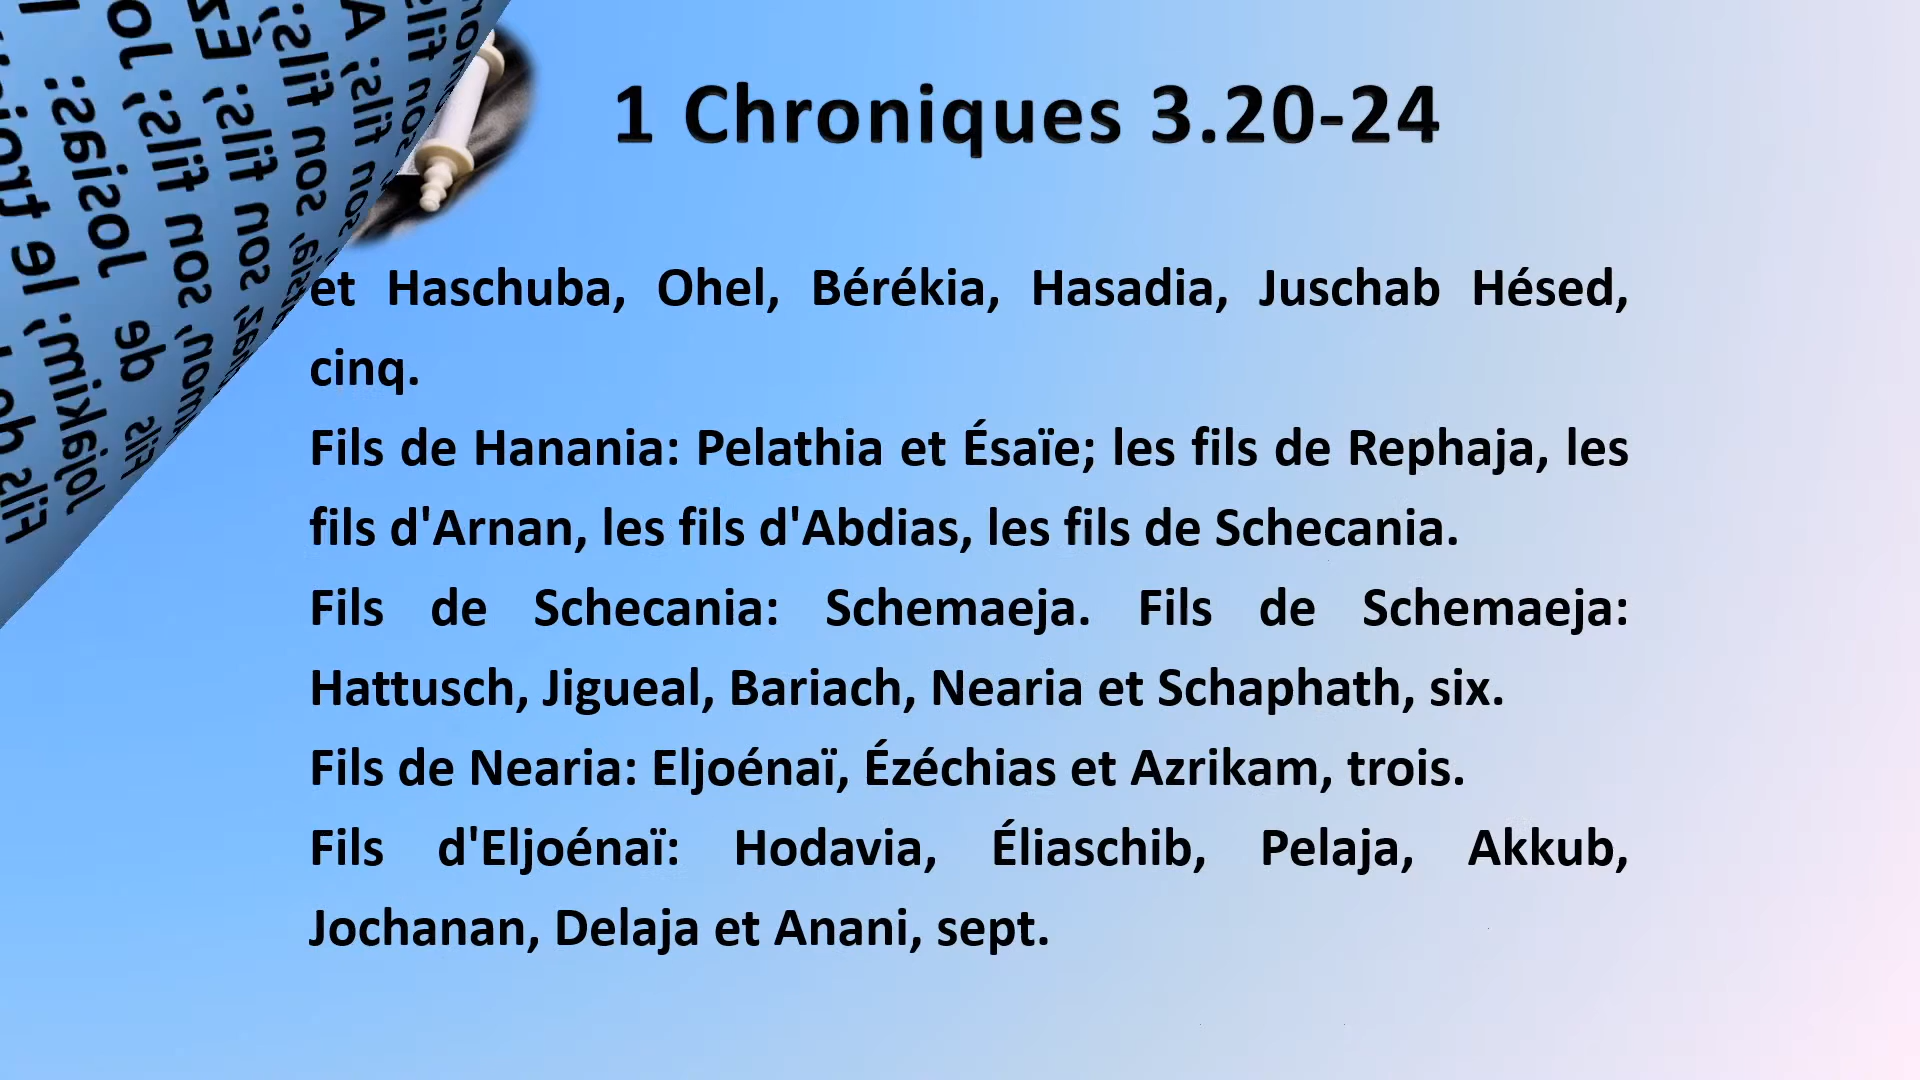 1 Chroniques 3.20-24
et Haschuba, Ohel, Bérékia, Hasadia, Juschab Hésed,
cinq.
Fils de Hanania: Pelathia et Ésaïe; les fils de Rephaja, les
fils d'Arnan, les fils d'Abdias, les fils de Schecania.
Fils de Schecania: Schemaeja. Fils de Schemaeja:
Hattusch, Jigueal, Bariach, Nearia et Schaphath, six.
Fils de Nearia: Eljoénaï, Ézéchias et Azrikam, trois.
Fils d'Eljoénaï: Hodavia, Éliaschib, Pelaja, Akkub,
Jochanan, Delaja et Anani, sept.